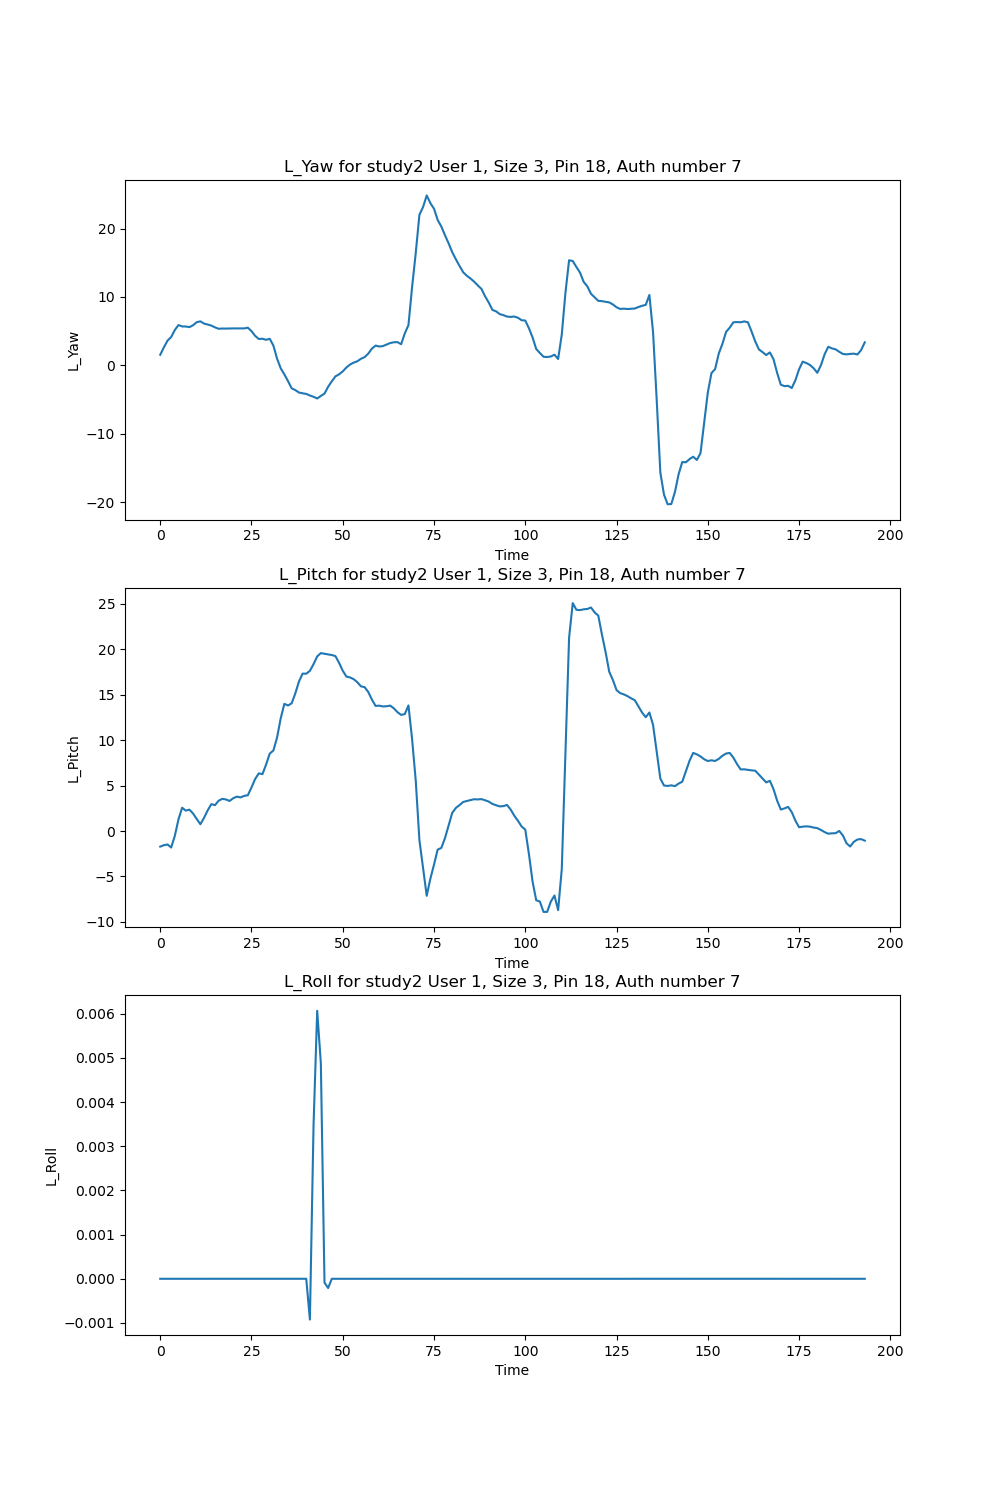 L_Yaw for study2 User 1, Size 3, Pin 18, Auth number 7
20
10
0
−10
−20
L_Yaw
0 25 50 75 100 125 150 175 200
Time
L_Pitch for study2 User 1, Size 3, Pin 18, Auth number 7
25
20
15
10
5
0
−5
−10
L_Pitch
0 25 50 75 100 125 150 175 200
Time
L_Roll for study2 User 1, Size 3, Pin 18, Auth number 7
0.006
0.005
0.004
0.003
0.002
0.001
0.000
−0.001
L_Roll
0 25 50 75 100 125 150 175 200
Time